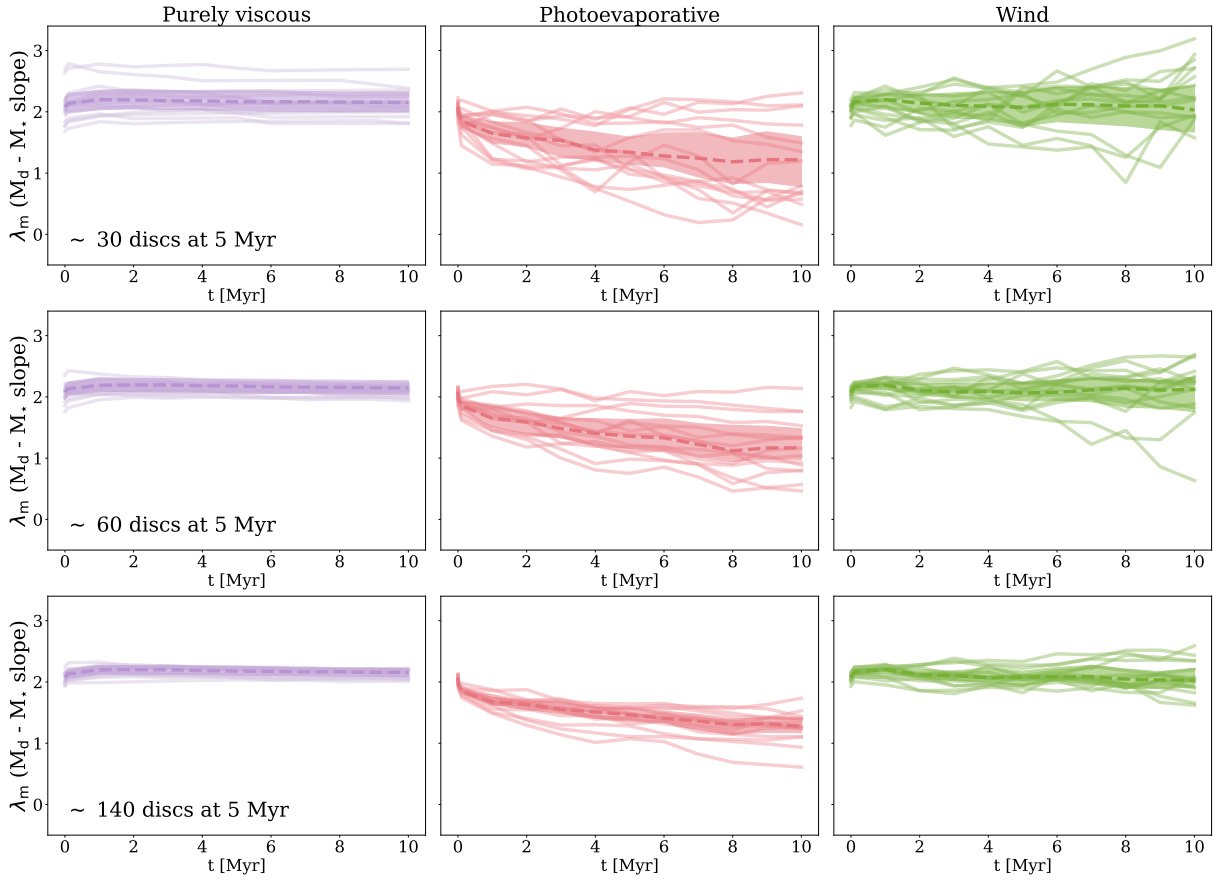 Purely viscous Photoevaporative Wind
λm (Md - M⋆ slope)
3
2
1
0
~ 30 discs at 5 Myr
0 2 4 6 8 10
t [Myr]
0 2 4 6 8 10
t [Myr]
0 2 4 6 8 10
t [Myr]
λm (Md - M⋆ slope)
3
2
1
0
~ 60 discs at 5 Myr
0 2 4 6 8 10
t [Myr]
0 2 4 6 8 10
t [Myr]
0 2 4 6 8 10
t [Myr]
λm (Md - M⋆ slope)
3
2
1
0
~ 140 discs at 5 Myr
0 2 4 6 8 10
t [Myr]
0 2 4 6 8 10
t [Myr]
0 2 4 6 8 10
t [Myr]